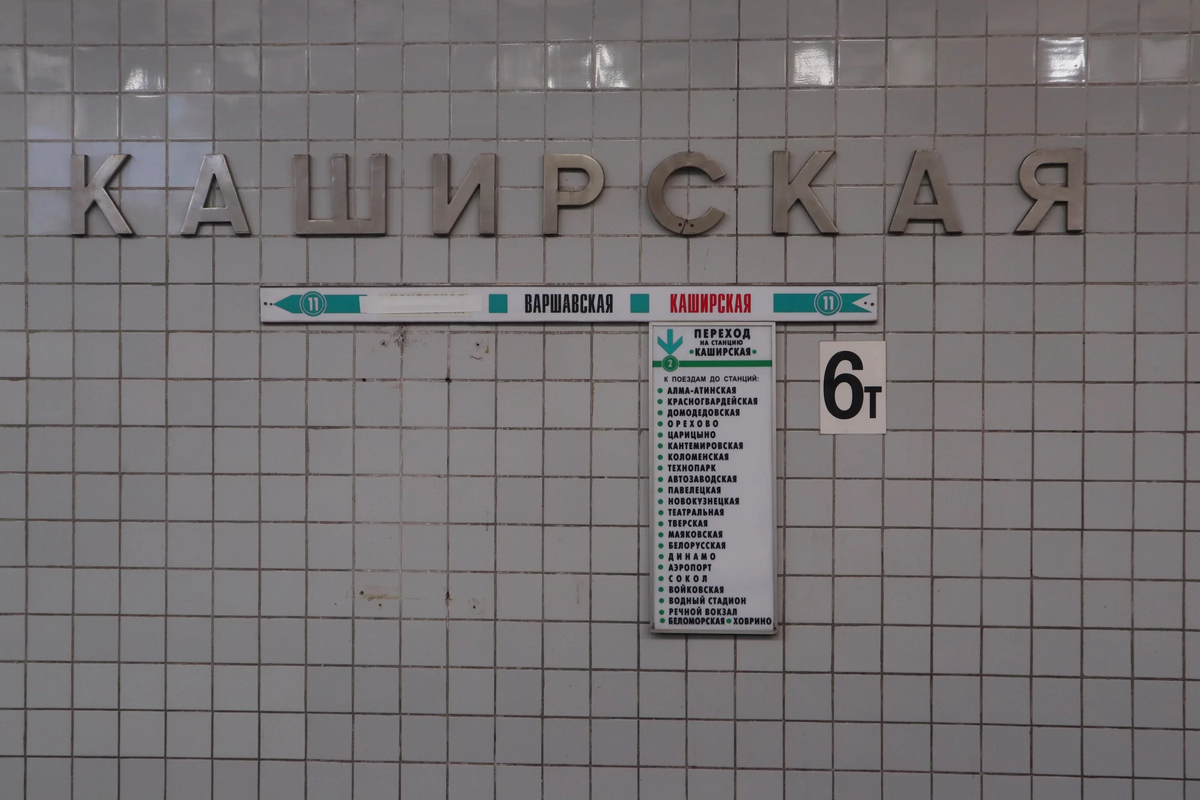 КАШИРСКАЯ
11 ВАРШАВСКАЯ КАШИРСКАЯ 11
ПЕРЕХОД
НА СТАНЦИЮ
•КАШИРСКАЯ•
2
К ПОЕЗДАМ ДО СТАНЦИЙ:
• АЛМА-АТИНСКАЯ
• КРАСНОГВАРДЕЙСКАЯ
• ДОМОДЕДОВСКАЯ
• ОРЕХОВО
• ЦАРИЦЫНО
• КАНТЕМИРОВСКАЯ
• КОЛОМЕНСКАЯ
• ТЕХНОПАРК
• АВТОЗАВОДСКАЯ
• ПАВЕЛЕЦКАЯ
• НОВОКУЗНЕЦКАЯ
• ТЕАТРАЛЬНАЯ
• ТВЕРСКАЯ
• МАЯКОВСКАЯ
• БЕЛОРУССКАЯ
• ДИНАМО
• АЭРОПОРТ
• СОКОЛ
• ВОЙКОВСКАЯ
• ВОДНЫЙ СТАДИОН
• РЕЧНОЙ ВОКЗАЛ
• БЕЛОМОРСКАЯ • ХОВРИНО
6т